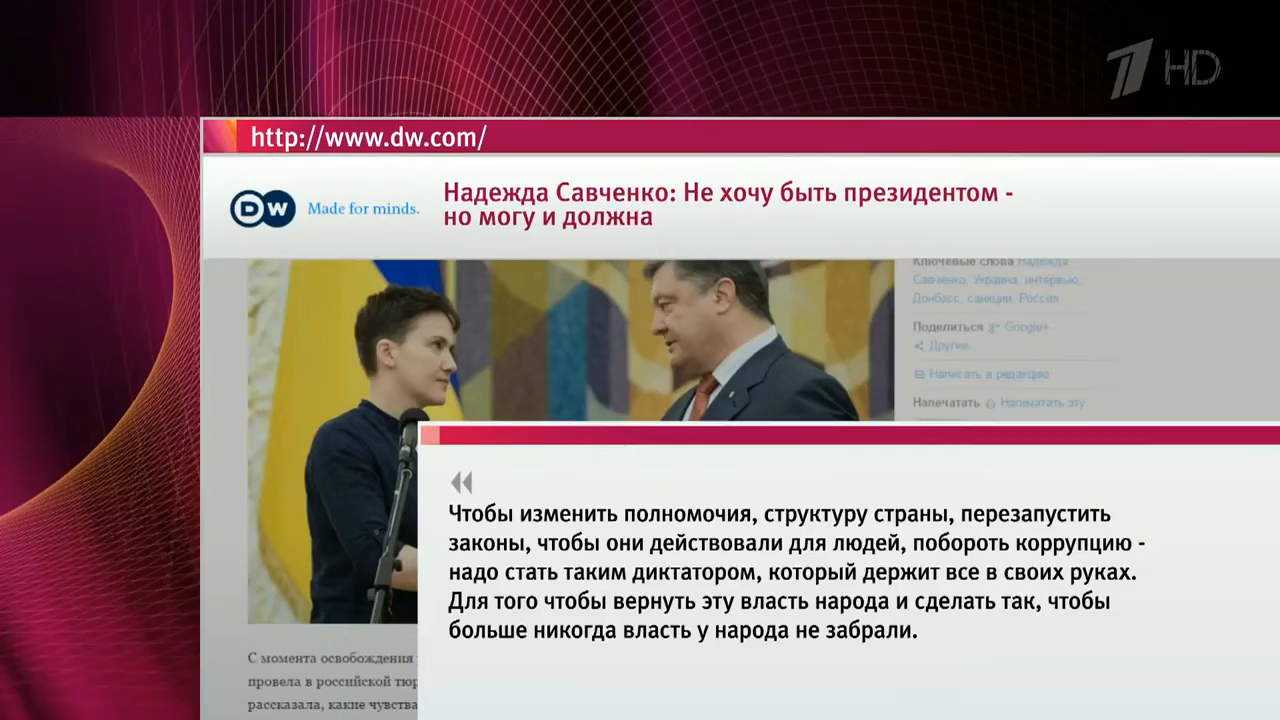 HD
http://www.dw.com/
DW Made for minds.
Надежда Савченко: Не хочу быть президентом -
но могу и должна
Ключевые слова Надежда
Савченко, Украина, интервью,
Донбасс, санкции, Россия
Поделиться Google+
Другие
Написать в редакцию
Напечатать Напечатать эту
Чтобы изменить полномочия, структуру страны, перезапустить
законы, чтобы они действовали для людей, побороть коррупцию -
надо стать таким диктатором, который держит все в своих руках.
Для того чтобы вернуть эту власть народа и сделать так, чтобы
больше никогда власть у народа не забрали.
С момента освобождения
провела в российской тюр
рассказала, какие чувства